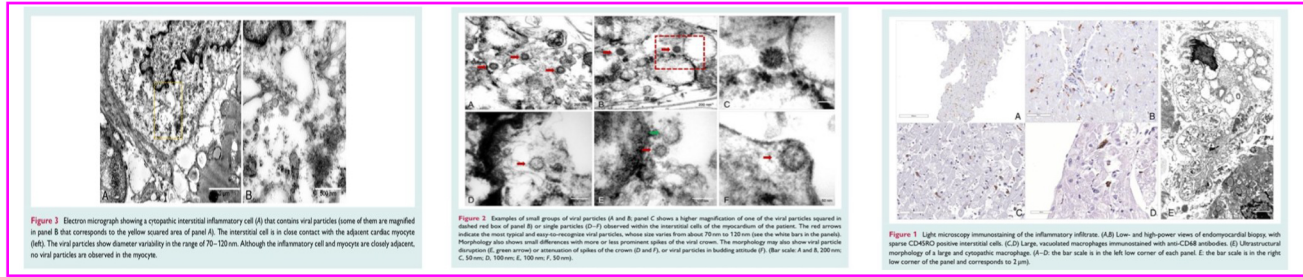 A
B
500 nm
Figure 3 Electron micrograph showing a cytopathic interstitial inflammatory cell (A) that contains viral particles (some of them are magnified
in panel B that corresponds to the yellow squared area of panel A). The interstitial cell is in close contact with the adjacent cardiac myocyte
(left). The viral particles show diameter variability in the range of 70–120 nm. Although the inflammatory cell and myocyte are closely adjacent,
no viral particles are observed in the myocyte.
A
B
C
D
E
F
Figure 2 Examples of small groups of viral particles (A and B; panel C shows a higher magnification of one of the viral particles squared in
dashed red box of panel B) or single particles (D–F) observed within the interstitial cells of the myocardium of the patient. The red arrows
indicate the most typical and easy-to-recognize viral particles, whose size varies from about 70 nm to 120 nm (see the white bars in the panels).
Morphology also shows small differences with more or less prominent spikes of the viral crown. The morphology may also show viral particle
disruption (E, green arrow) or attenuation of spikes of the crown (D and F), or viral particles in budding attitude (F). (Bar scale: A and B, 200 nm;
C, 50 nm; D, 100 nm; E, 100 nm; F, 50 nm).
A
B
C
D
E
Figure 1 Light microscopy immunostaining of the inflammatory infiltrate. (A,B) Low- and high-power views of endomyocardial biopsy, with
sparse CD45RO positive interstitial cells. (C,D) Large, vacuolated macrophages immunostained with anti-CD68 antibodies. (E) Ultrastructural
morphology of a large and cytopathic macrophage. (A–D: the bar scale is in the left low corner of each panel. E: the bar scale is in the right
low corner of the panel and corresponds to 2 µm).